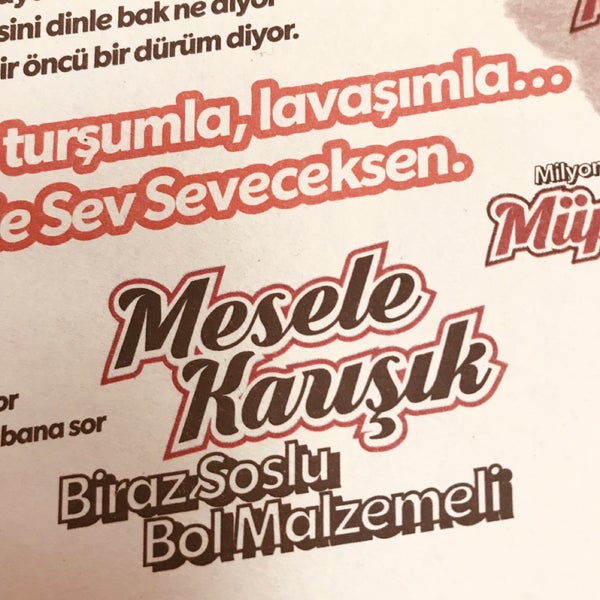 sini dinle bak ne diyor
ir öncü bir dürüm diyor.
turşumla, lavaşımla...
e Sev Seveceksen.
Milyon
Müp
Mesele
Karışık
or
bana sor
Biraz Soslu
Bol Malzemeli